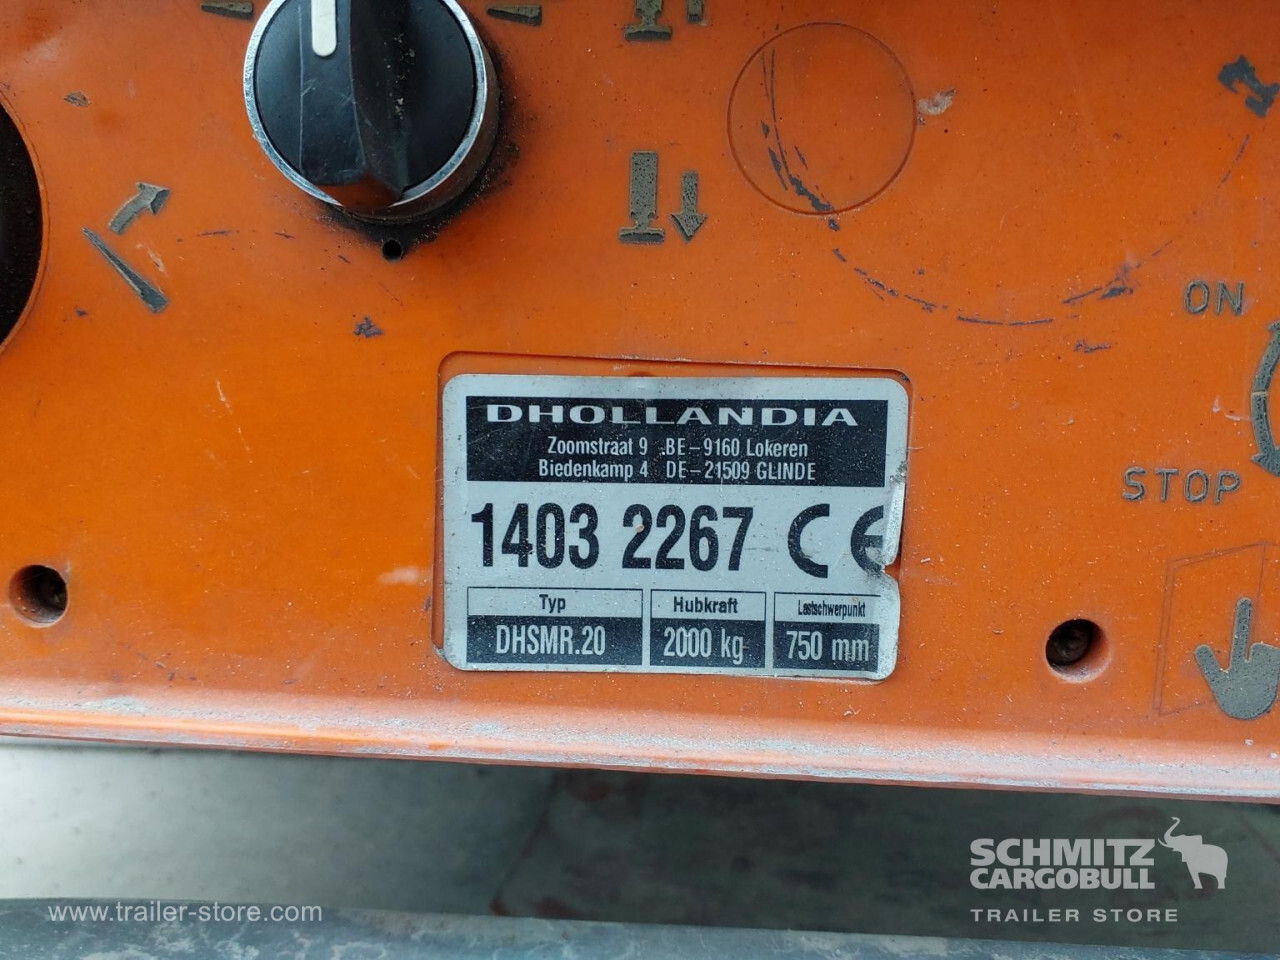 ON
STOP
DHOLLANDIA
Zoomstraat 9 BE-9160 Lokeren
Biedenkamp 4 DE-21509 GLINDE
1403 2267 CE
Typ Hubkraft Lastschwerpunkt
DHSMR.20 2000 kg 750 mm
SCHMITZ
CARGOBULL
TRAILER STORE
www.trailer-store.com